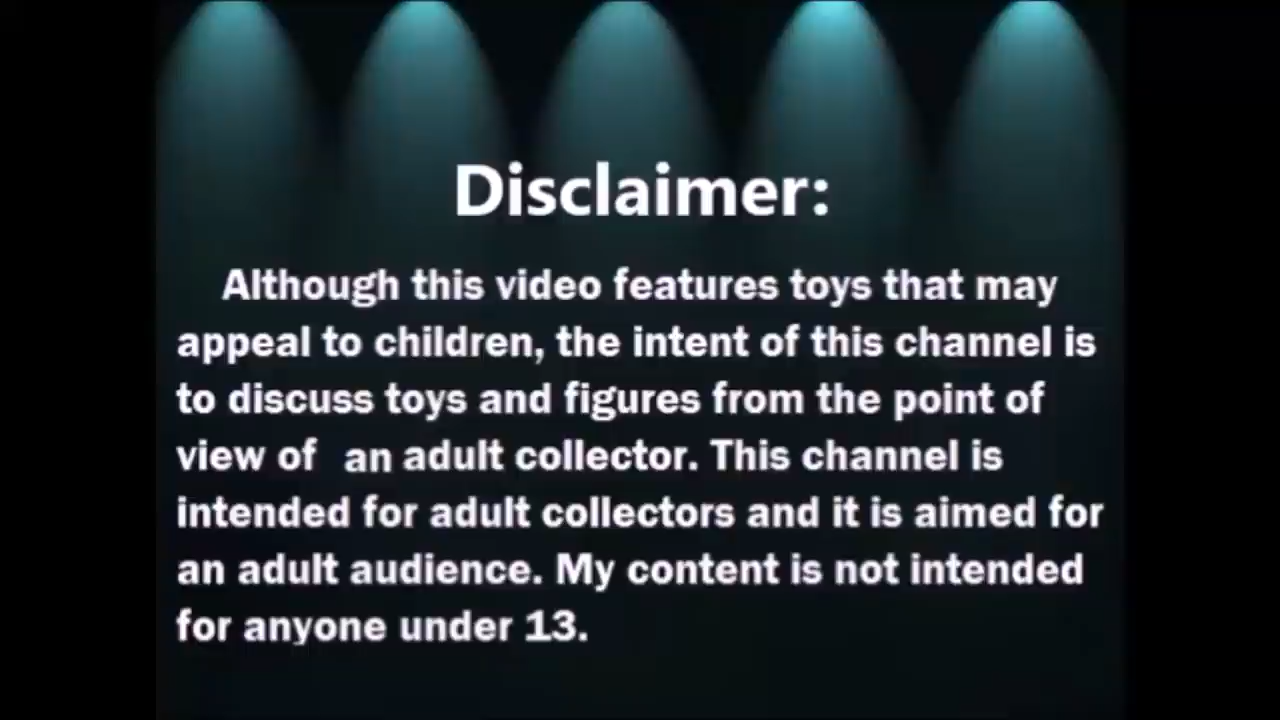 Disclaimer:
Although this video features toys that may
appeal to children, the intent of this channel is
to discuss toys and figures from the point of
view of an adult collector. This channel is
intended for adult collectors and it is aimed for
an adult audience. My content is not intended
for anyone under 13.